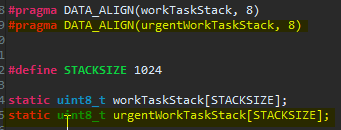 #pragma DATA_ALIGN(workTaskStack, 8)
#pragma DATA_ALIGN(urgentWorkTaskStack, 8)
#define STACKSIZE 1024
static uint8_t workTaskStack[STACKSIZE];
static uint8_t urgentWorkTaskStack[STACKSIZE];